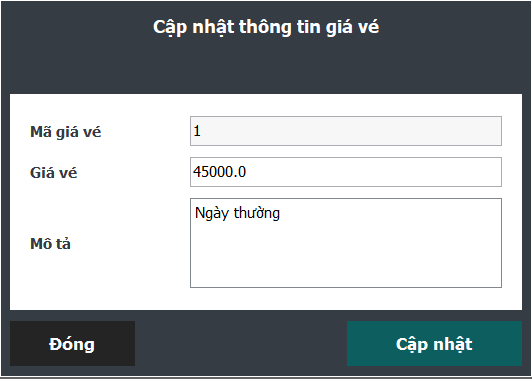 Cập nhật thông tin giá vé
Mã giá vé
1
Giá vé
45000.0
Mô tả
Ngày thường
Đóng
Cập nhật